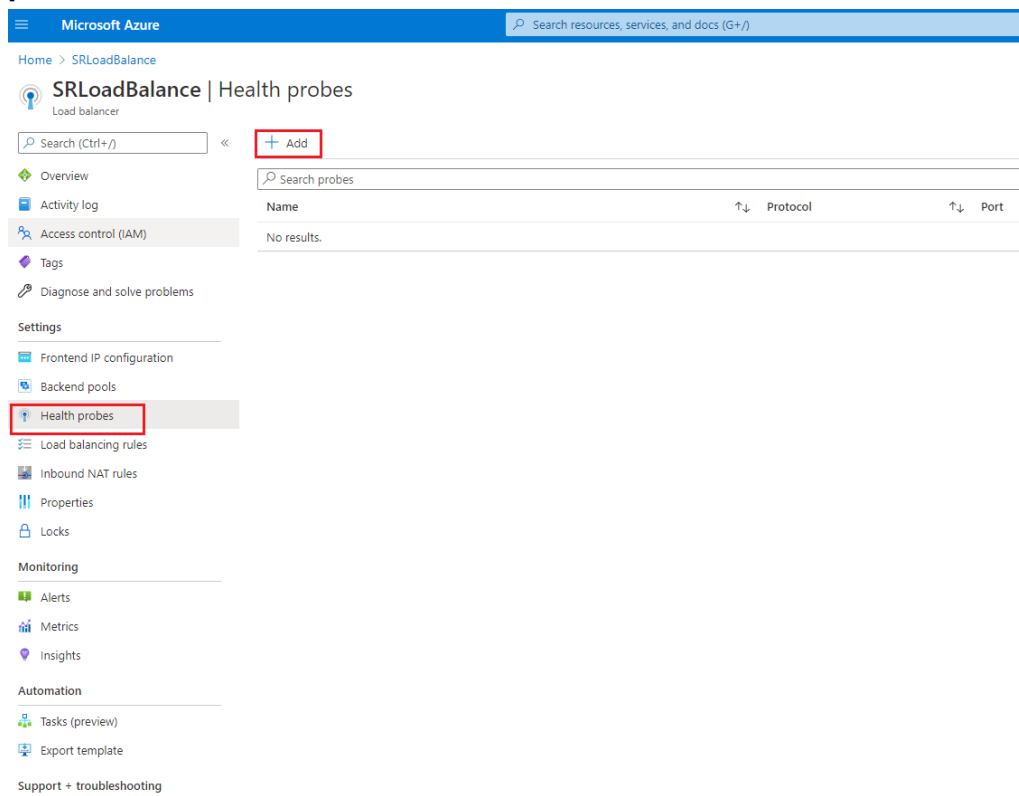 Microsoft Azure
Search resources, services, and docs (G+/)
Home > SRLoadBalance
SRLoadBalance | Health probes
Load balancer
Search (Ctrl+/)
«
+ Add
Overview
Search probes
Activity log
Name
Protocol
Port
Access control (IAM)
No results.
Tags
Diagnose and solve problems
Settings
Frontend IP configuration
Backend pools
Health probes
Load balancing rules
Inbound NAT rules
Properties
Locks
Monitoring
Alerts
Metrics
Insights
Automation
Tasks (preview)
Export template
Support + troubleshooting